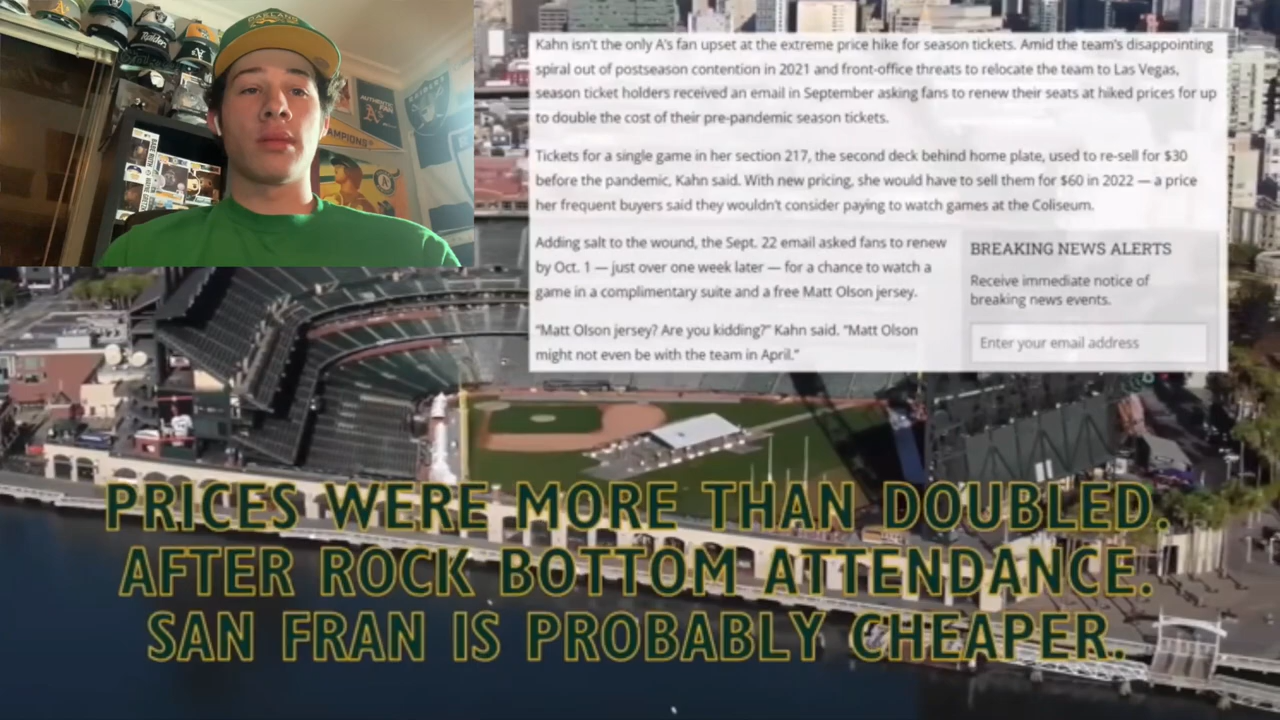 OAKLAND
Raiders
AUTHENTIC
FAN
A's
CHAMPIONS
Kahn isn't the only A's fan upset at the extreme price hike for season tickets. Amid the team's disappointing
spiral out of postseason contention in 2021 and front-office threats to relocate the team to Las Vegas,
season ticket holders received an email in September asking fans to renew their seats at hiked prices for up
to double the cost of their pre-pandemic season tickets.
Tickets for a single game in her section 217, the second deck behind home plate, used to re-sell for $30
before the pandemic, Kahn said. With new pricing, she would have to sell them for $60 in 2022 — a price
her frequent buyers said they wouldn't consider paying to watch games at the Coliseum.
Adding salt to the wound, the Sept. 22 email asked fans to renew
by Oct. 1 — just over one week later — for a chance to watch a
game in a complimentary suite and a free Matt Olson jersey.
"Matt Olson jersey? Are you kidding?" Kahn said. "Matt Olson
might not even be with the team in April."
BREAKING NEWS ALERTS
Receive immediate notice of
breaking news events.
Enter your email address
PRICES WERE MORE THAN DOUBLED.
AFTER ROCK BOTTOM ATTENDANCE.
SAN FRAN IS PROBABLY CHEAPER.